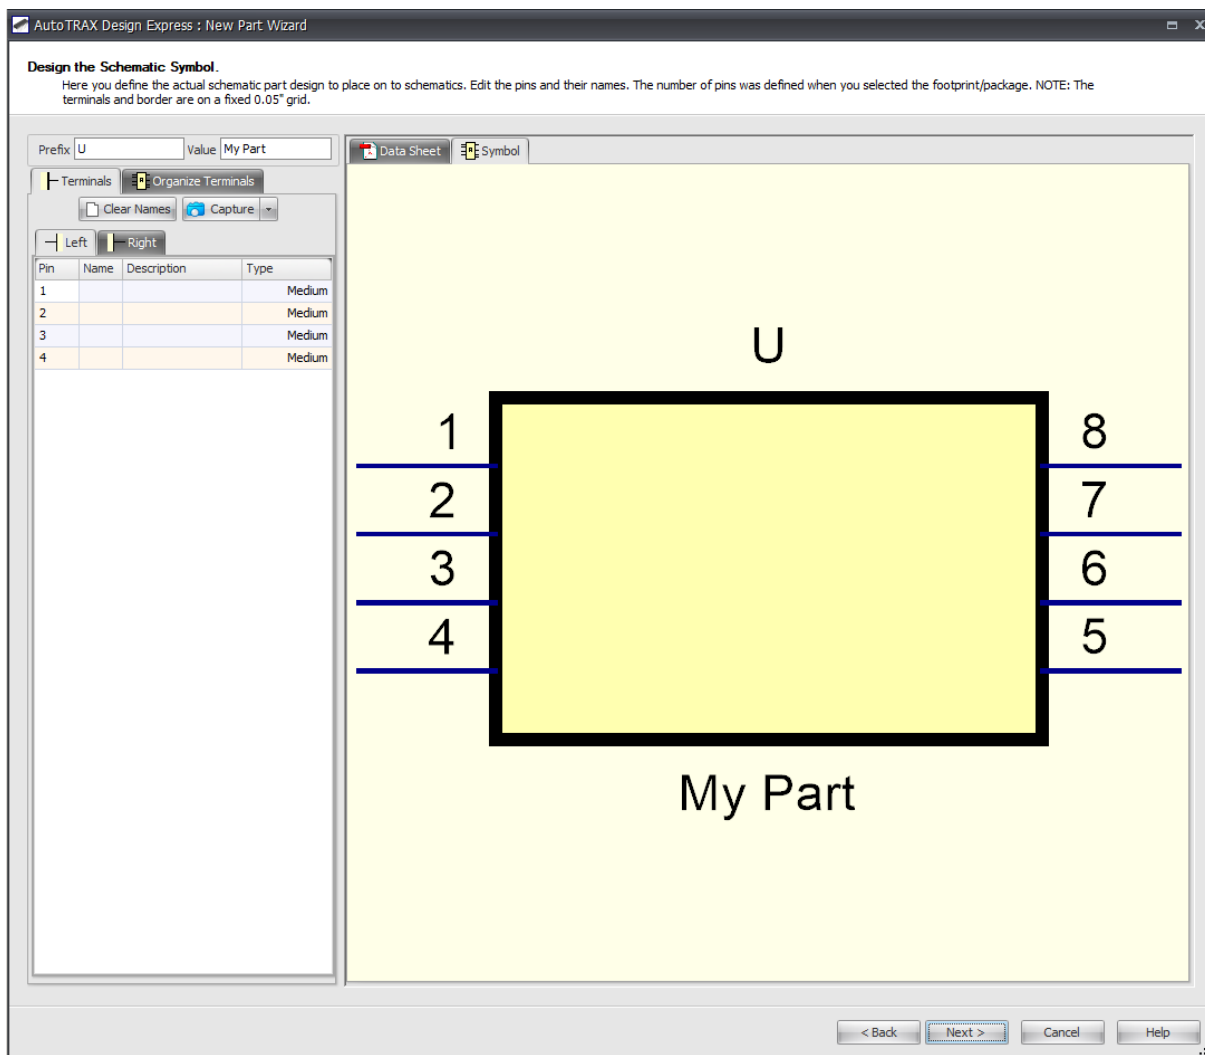 AutoTRAX Design Express : New Part Wizard
Design the Schematic Symbol.
Here you define the actual schematic part design to place on to schematics. Edit the pins and their names. The number of pins was defined when you selected the footprint/package. NOTE: The
terminals and border are on a fixed 0.05" grid.
Prefix U Value My Part
Data Sheet Symbol
Terminals Organize Terminals
Clear Names Capture
Left Right
Pin Name Description Type
1 Medium
2 Medium
3 Medium
4 Medium
U
1 8
2 7
3 6
4 5
My Part
< Back Next > Cancel Help